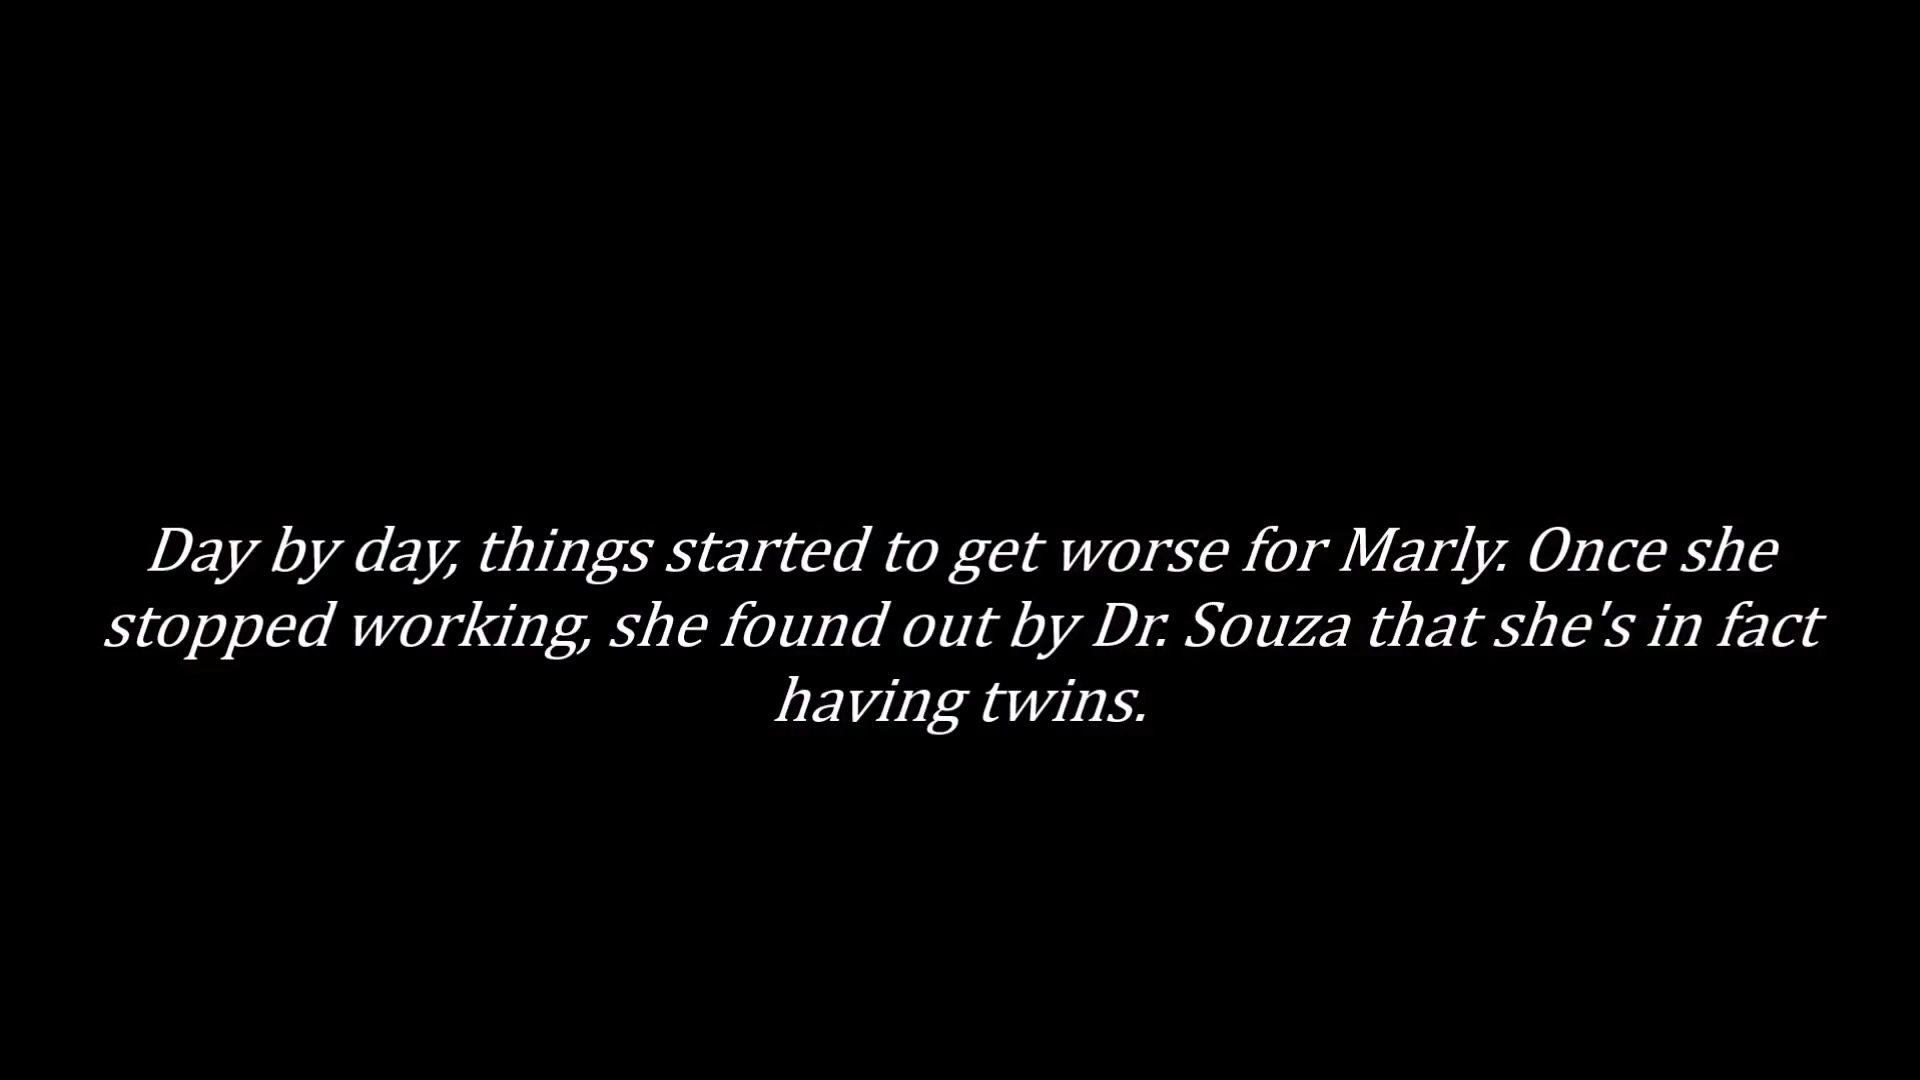 Day by day, things started to get worse for Marly. Once she
stopped working, she found out by Dr. Souza that she's in fact
having twins.